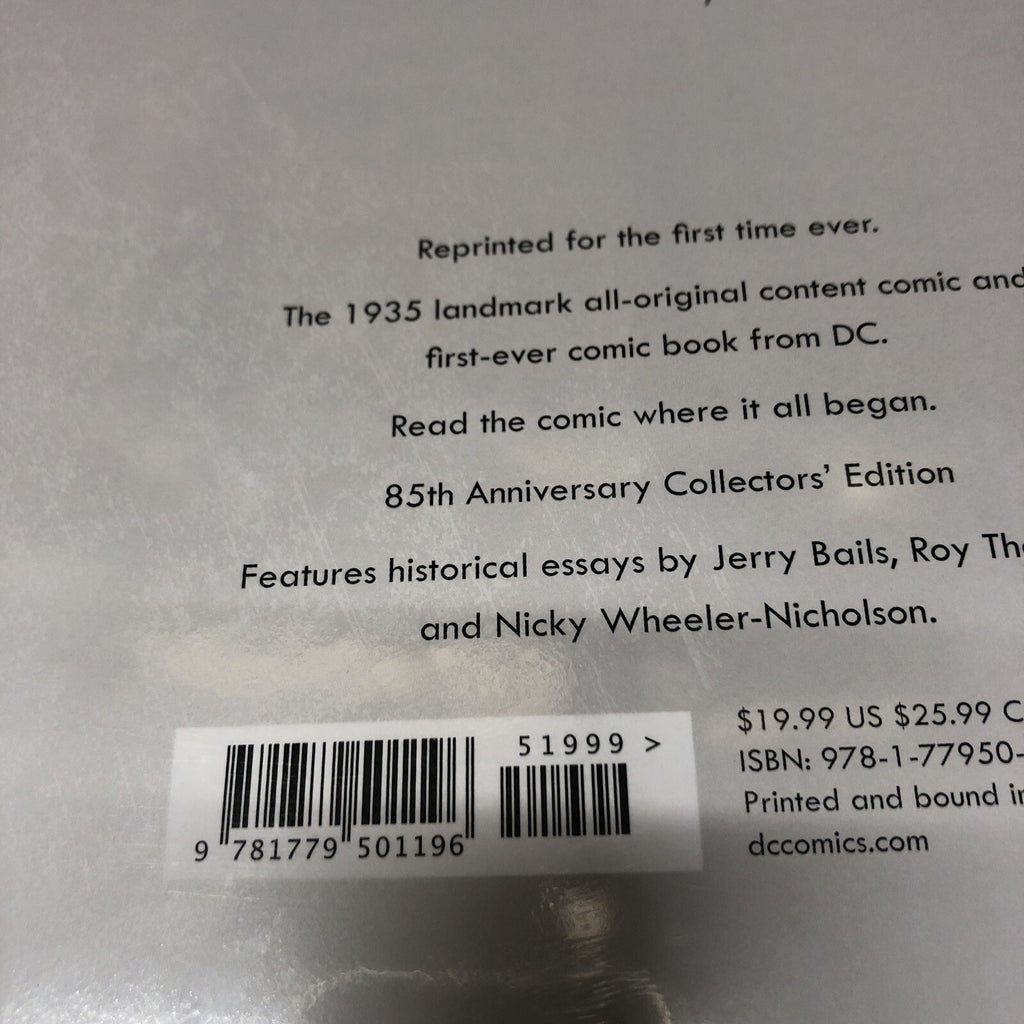 Reprinted for the first time ever.
The 1935 landmark all-original content comic and
first-ever comic book from DC.
Read the comic where it all began.
85th Anniversary Collectors' Edition
Features historical essays by Jerry Bails, Roy
and Nicky Wheeler-Nicholson.
51999 >
9 781779 501196
$19.99 US $25.99
ISBN: 978-1-77950-
Printed and bound in
dccomics.com